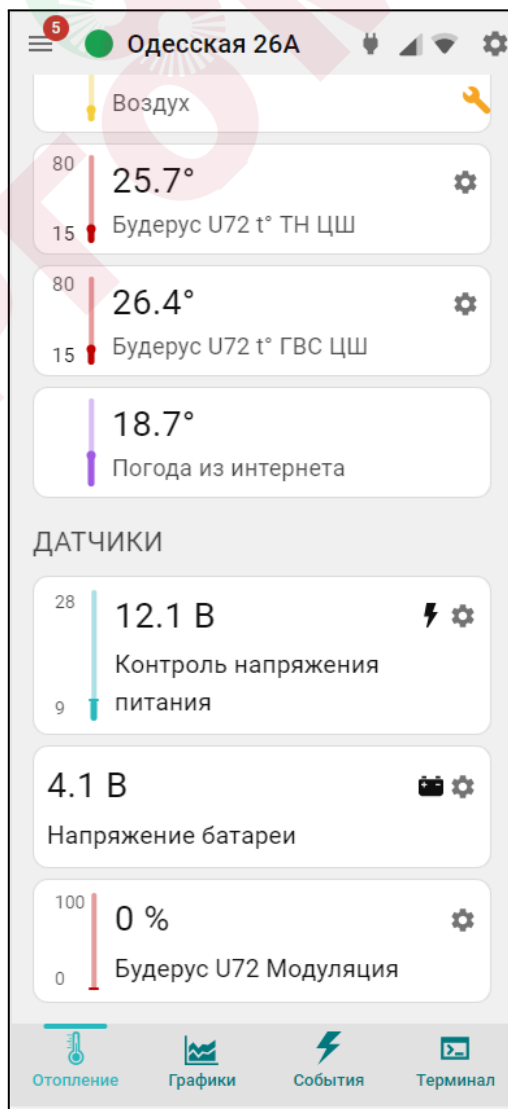 5
Одесская 26А
Воздух
80
25.7°
15
Будерус U72 t° ТН ЦШ
80
26.4°
15
Будерус U72 t° ГВС ЦШ
18.7°
Погода из интернета
ДАТЧИКИ
28
12.1 В
Контроль напряжения
9
питания
4.1 В
Напряжение батареи
100
0 %
0
Будерус U72 Модуляция
Отопление
Графики
События
Терминал